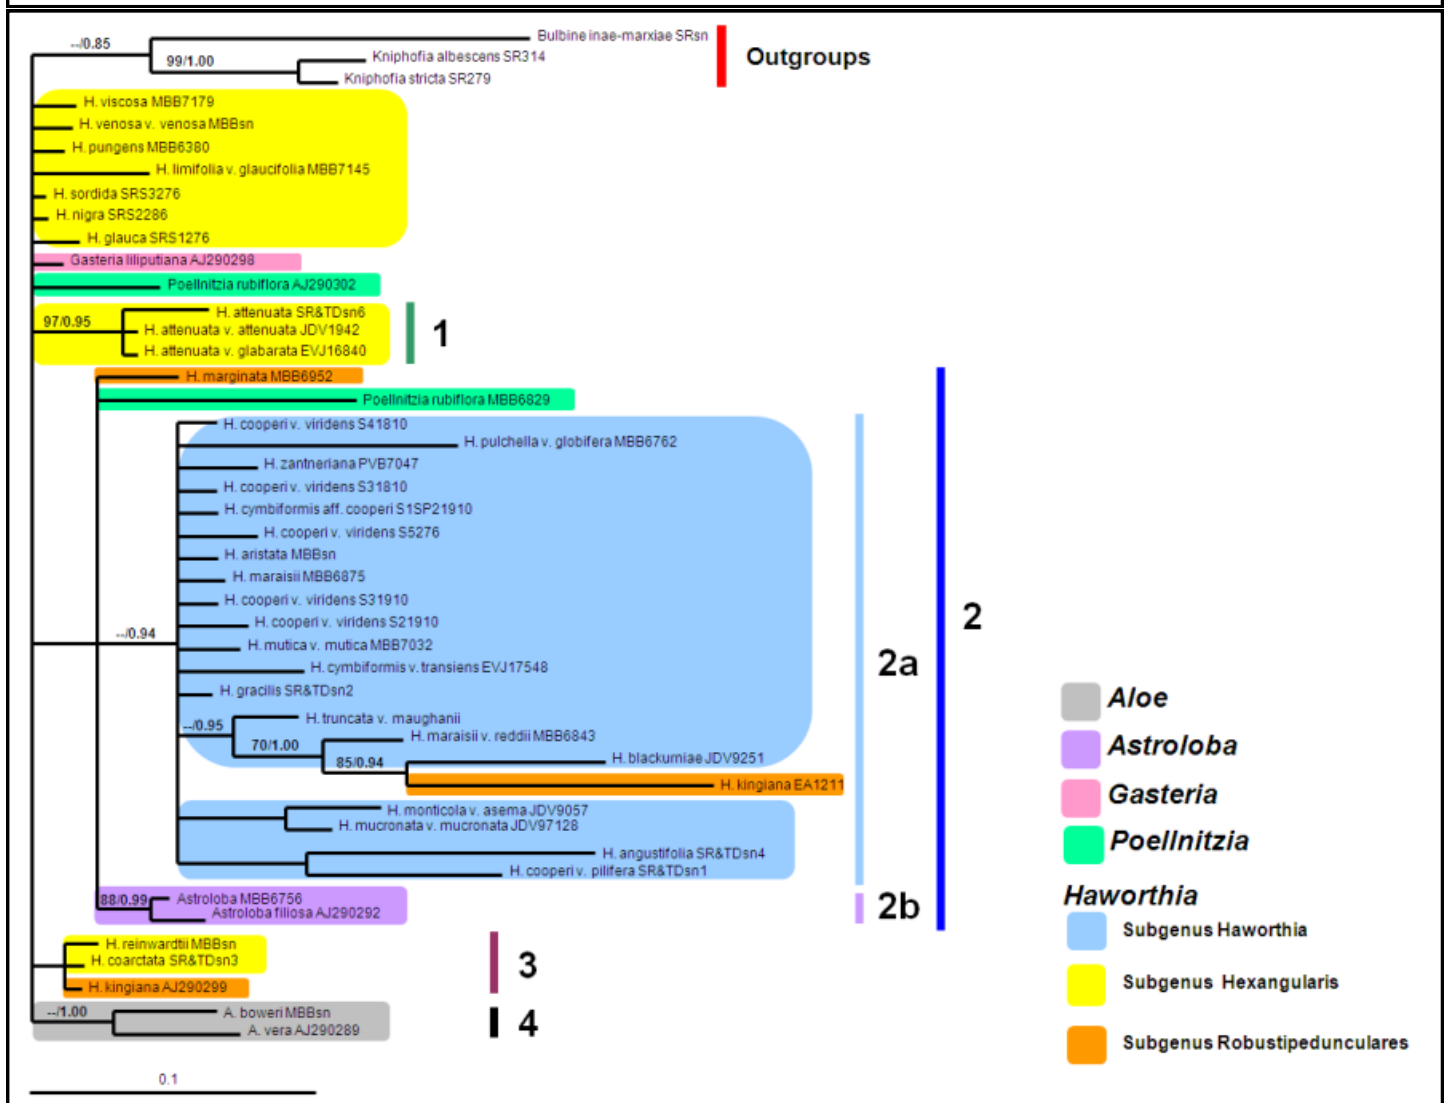 --/0.85
Bulbine inae-marxiae SRsn
99/1.00
Kniphofia albescens SR314
Kniphofia stricta SR279
Outgroups
H. viscosa MBB7179
H. venosa v. venosa MBBsn
H. pungens MBB6380
H. limifolia v. glaucifolia MBB7145
H. sordida SRS3276
H. nigra SRS2286
H. glauca SRS1276
Gasteria liliputiana AJ290298
Poellnitzia rubiflora AJ290302
97/0.95
H. attenuata SR&TDsn6
H. attenuata v. attenuata JDV1942
H. attenuata v. glabarata EVJ16840
1
H. marginata MBB6952
Poellnitzia rubiflora MBB6829
H. cooperi v. viridens S41810
H. pulchella v. globifera MBB6762
H. zantneriana PVB7047
H. cooperi v. viridens S31810
H. cymbiformis aff. cooperi S1SP21910
H. cooperi v. viridens S5276
H. aristata MBBsn
H. maraisii MBB6875
H. cooperi v. viridens S31910
H. cooperi v. viridens S21910
--/0.94
H. mutica v. mutica MBB7032
H. cymbiformis v. transiens EVJ17548
H. gracilis SR&TDsn2
--/0.95
H. truncata v. maughanii
70/1.00
H. maraisii v. reddii MBB6843
85/0.94
H. blackurniae JDV9251
H. kingiana EA1211
H. monticola v. asema JDV9057
H. mucronata v. mucronata JDV97128
H. angustifolia SR&TDsn4
H. cooperi v. pilifera SR&TDsn1
2a
2
88/0.99
Astroloba MBB6756
Astroloba filiosa AJ290292
2b
H. reinwardtii MBBsn
H. coarctata SR&TDsn3
H. kingiana AJ290299
3
--/1.00
A. boweri MBBsn
A. vera AJ290289
4
0.1
Aloe
Astroloba
Gasteria
Poellnitzia
Haworthia
Subgenus Haworthia
Subgenus Hexangularis
Subgenus Robustipedunculares